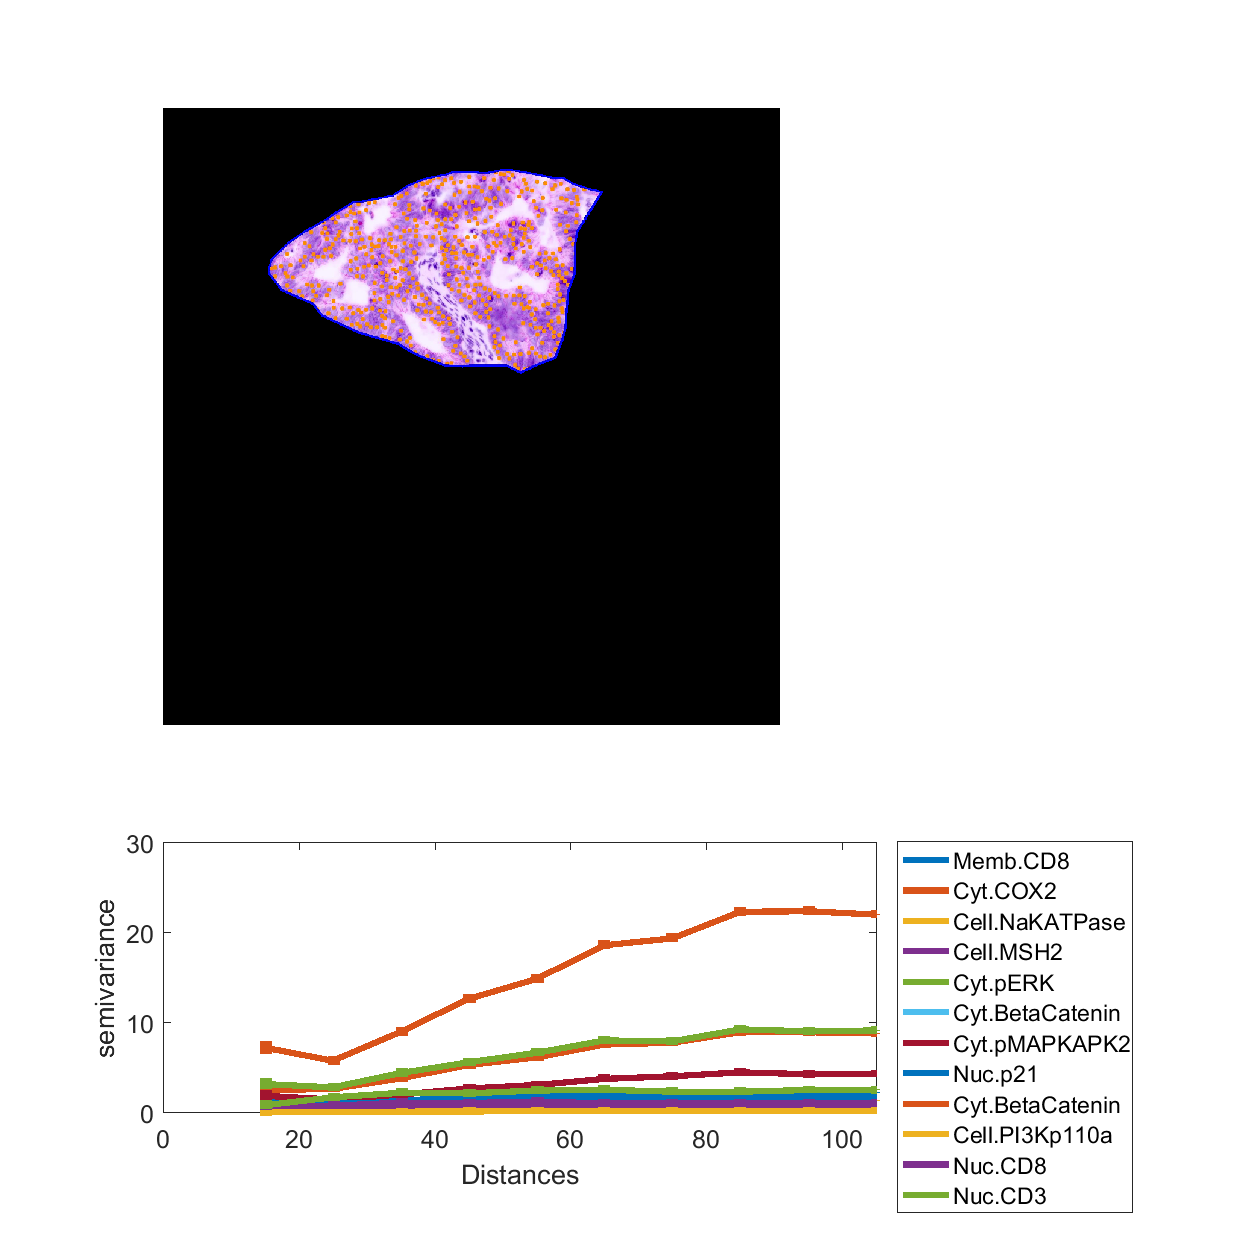 30
20
10
0
semivariance
0 20 40 60 80 100
Distances
Memb.CD8
Cyt.COX2
Cell.NaKATPase
Cell.MSH2
Cyt.pERK
Cyt.BetaCatenin
Cyt.pMAPKAPK2
Nuc.p21
Cyt.BetaCatenin
Cell.PI3Kp110a
Nuc.CD8
Nuc.CD3